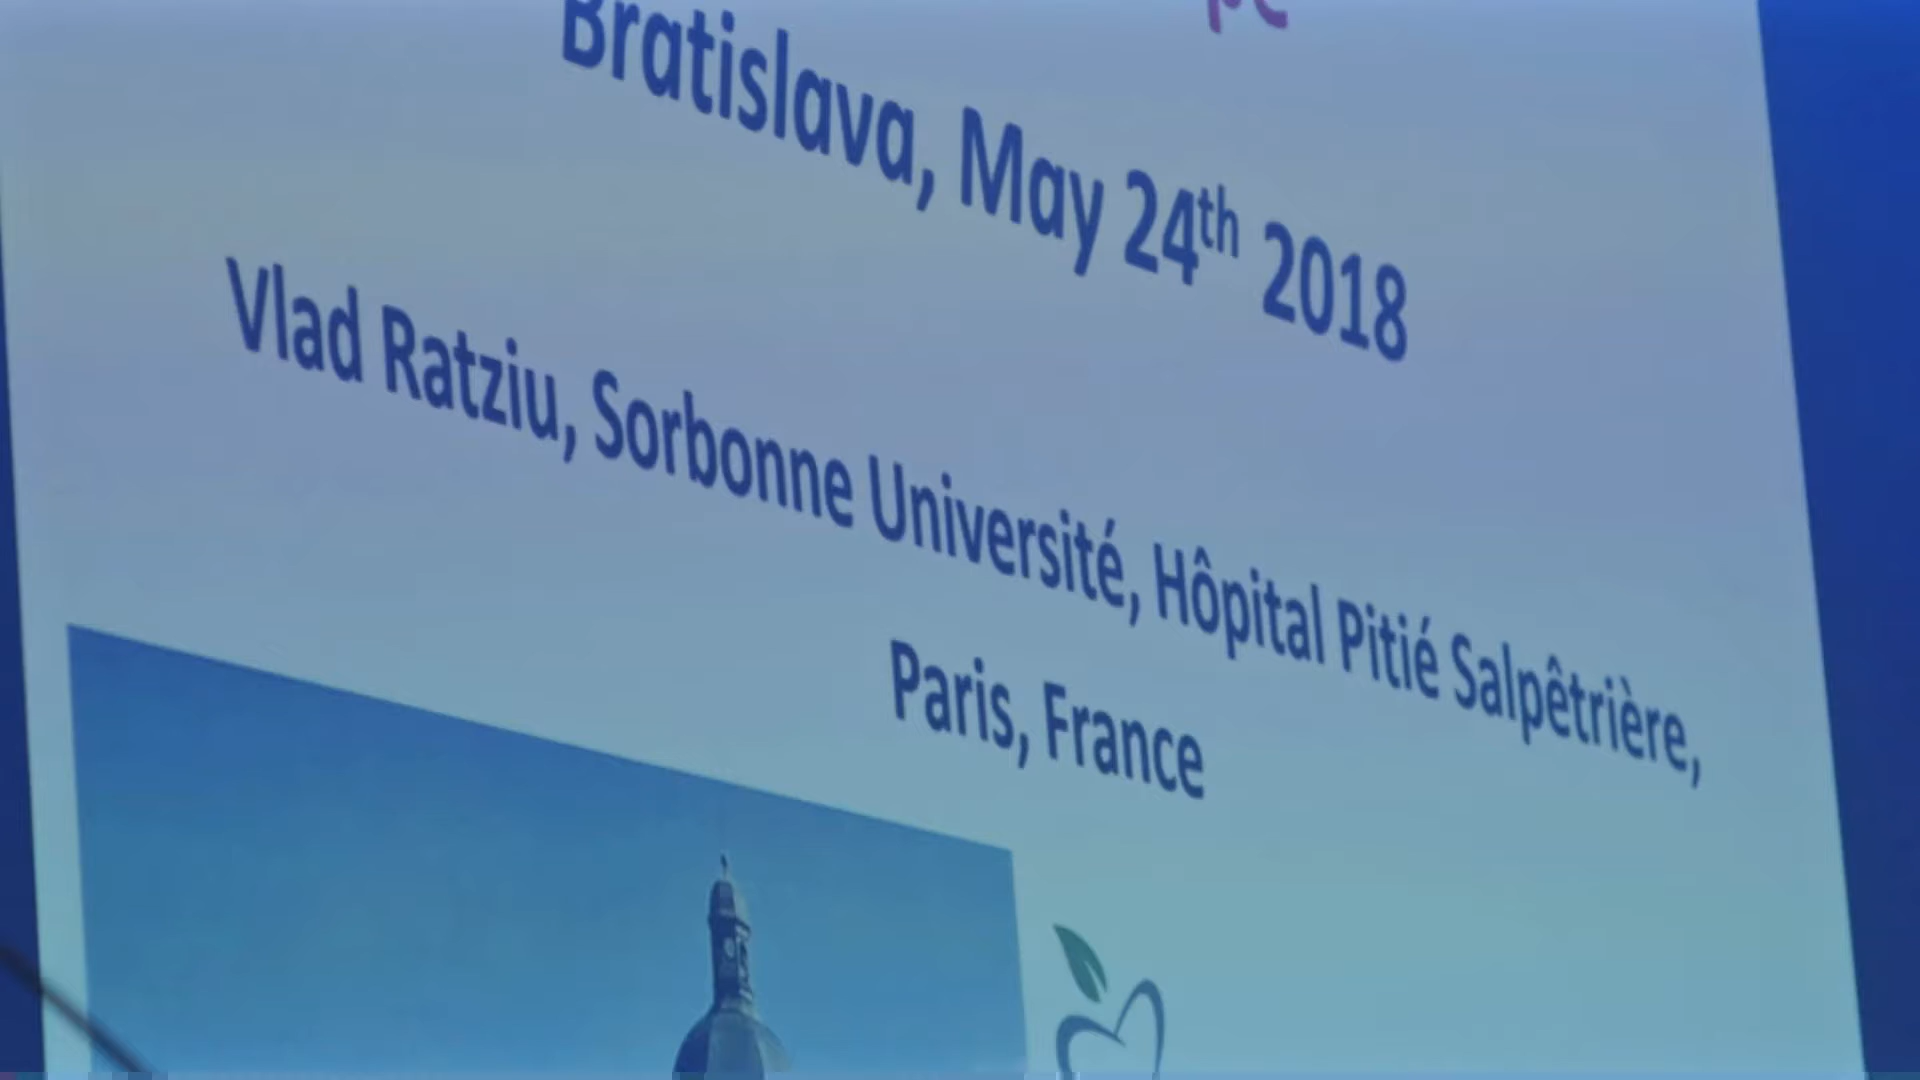 Bratislava, May 24th 2018
Vlad Ratziu, Sorbonne Université, Hôpital Pitié Salpêtrière,
Paris, France